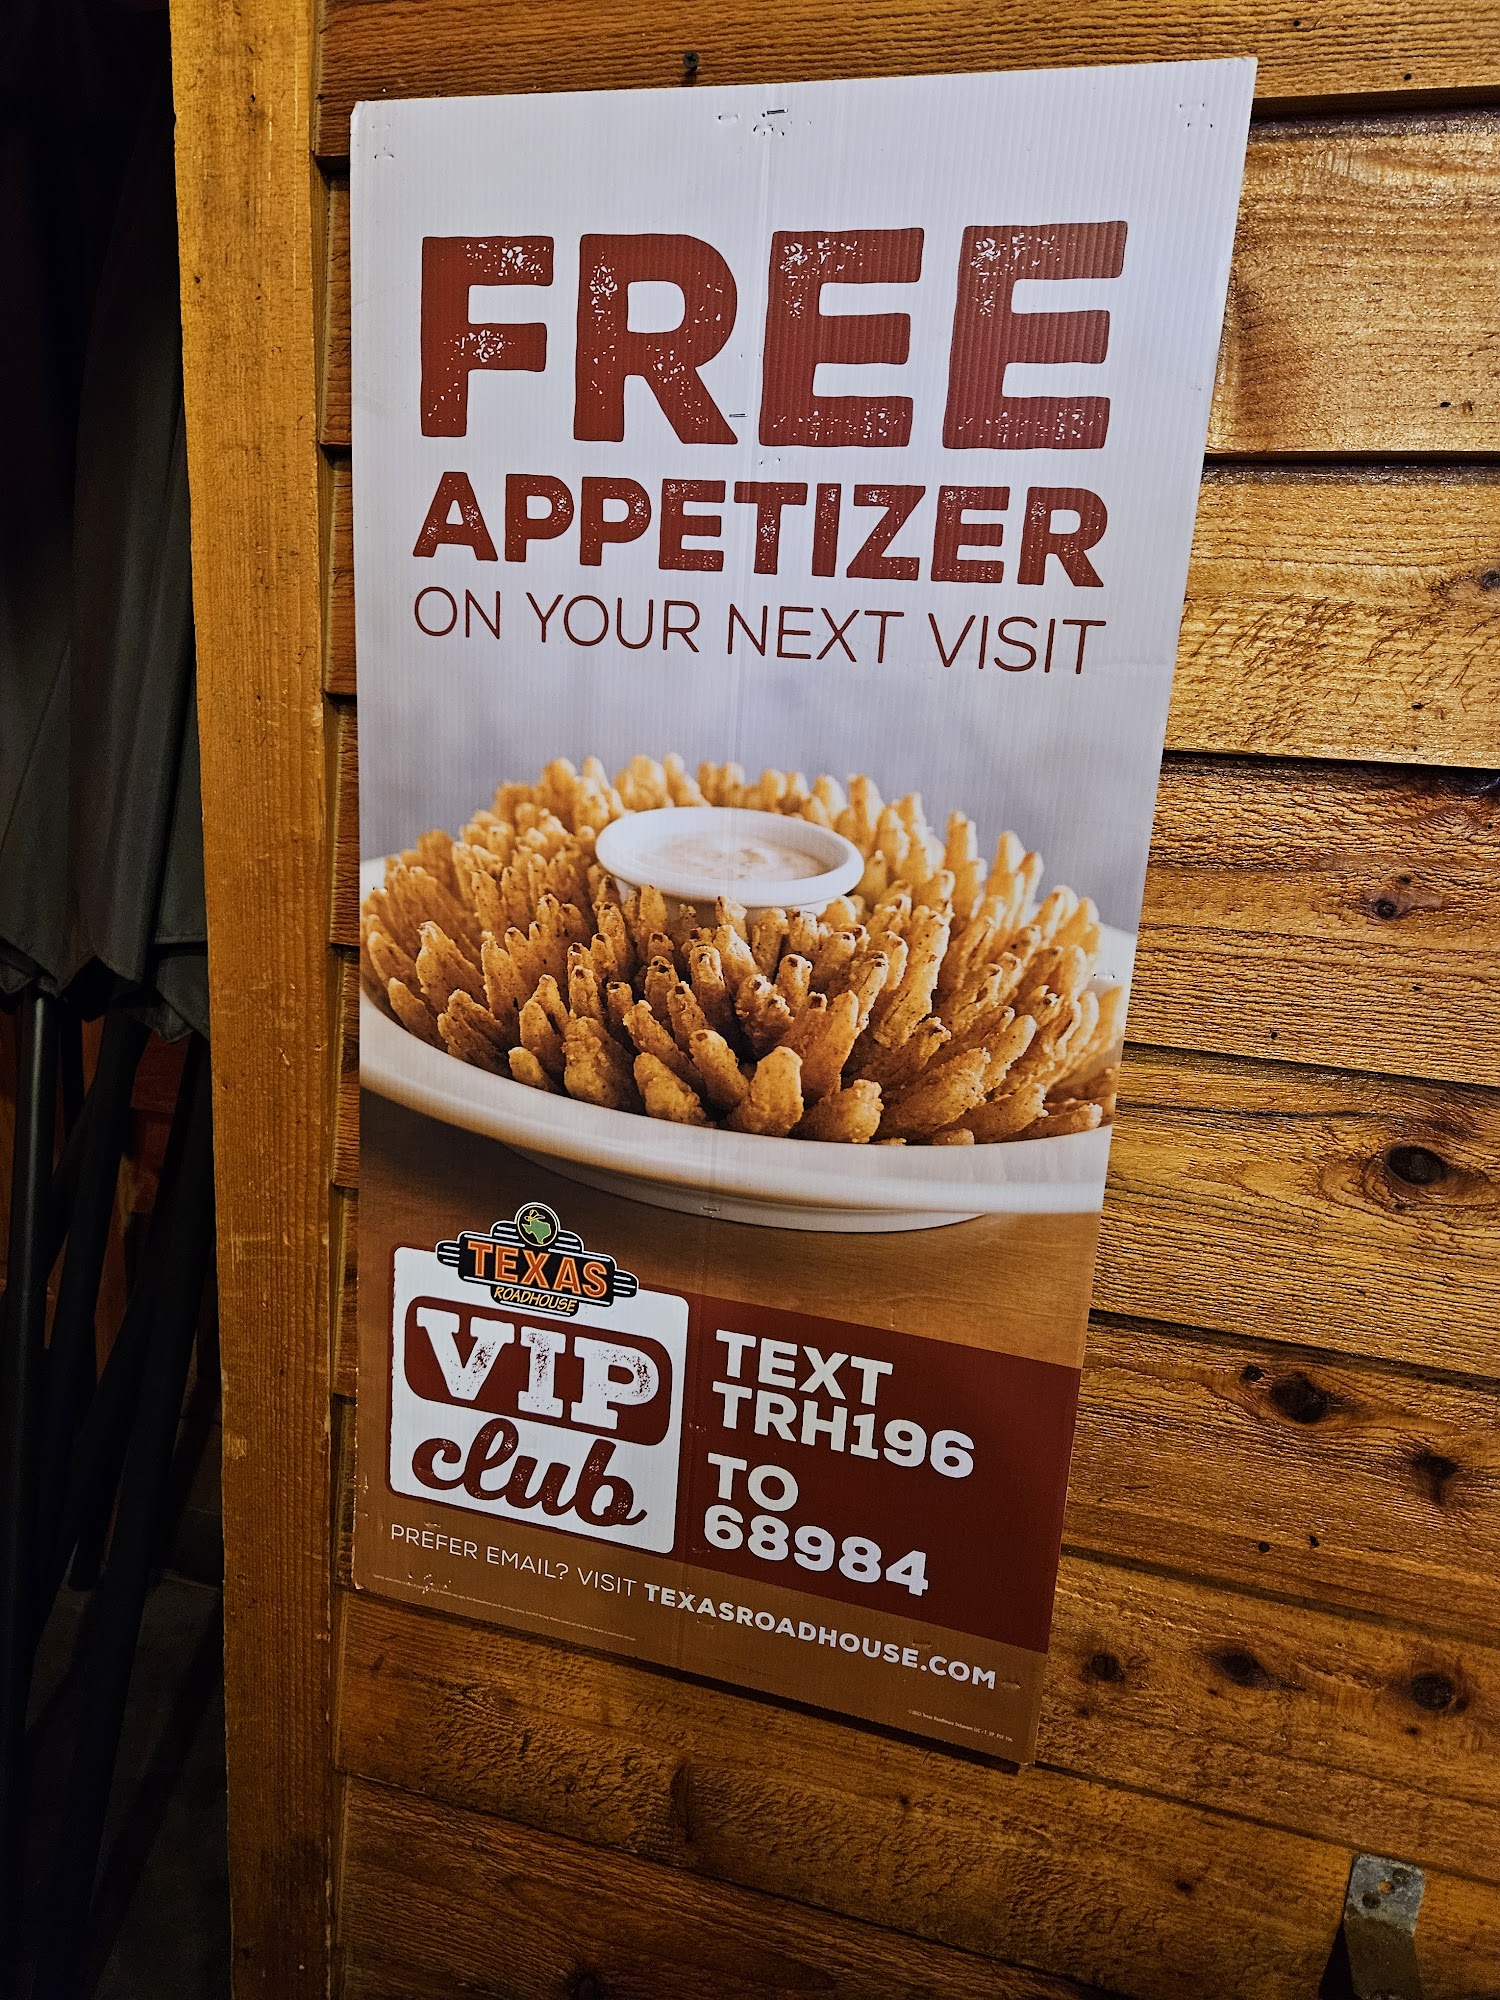 FREE
APPETIZER
ON YOUR NEXT VISIT
TEXAS
ROADHOUSE
VIP
club
TEXT
TRH196
TO
68984
PREFER EMAIL? VISIT TEXASROADHOUSE.COM